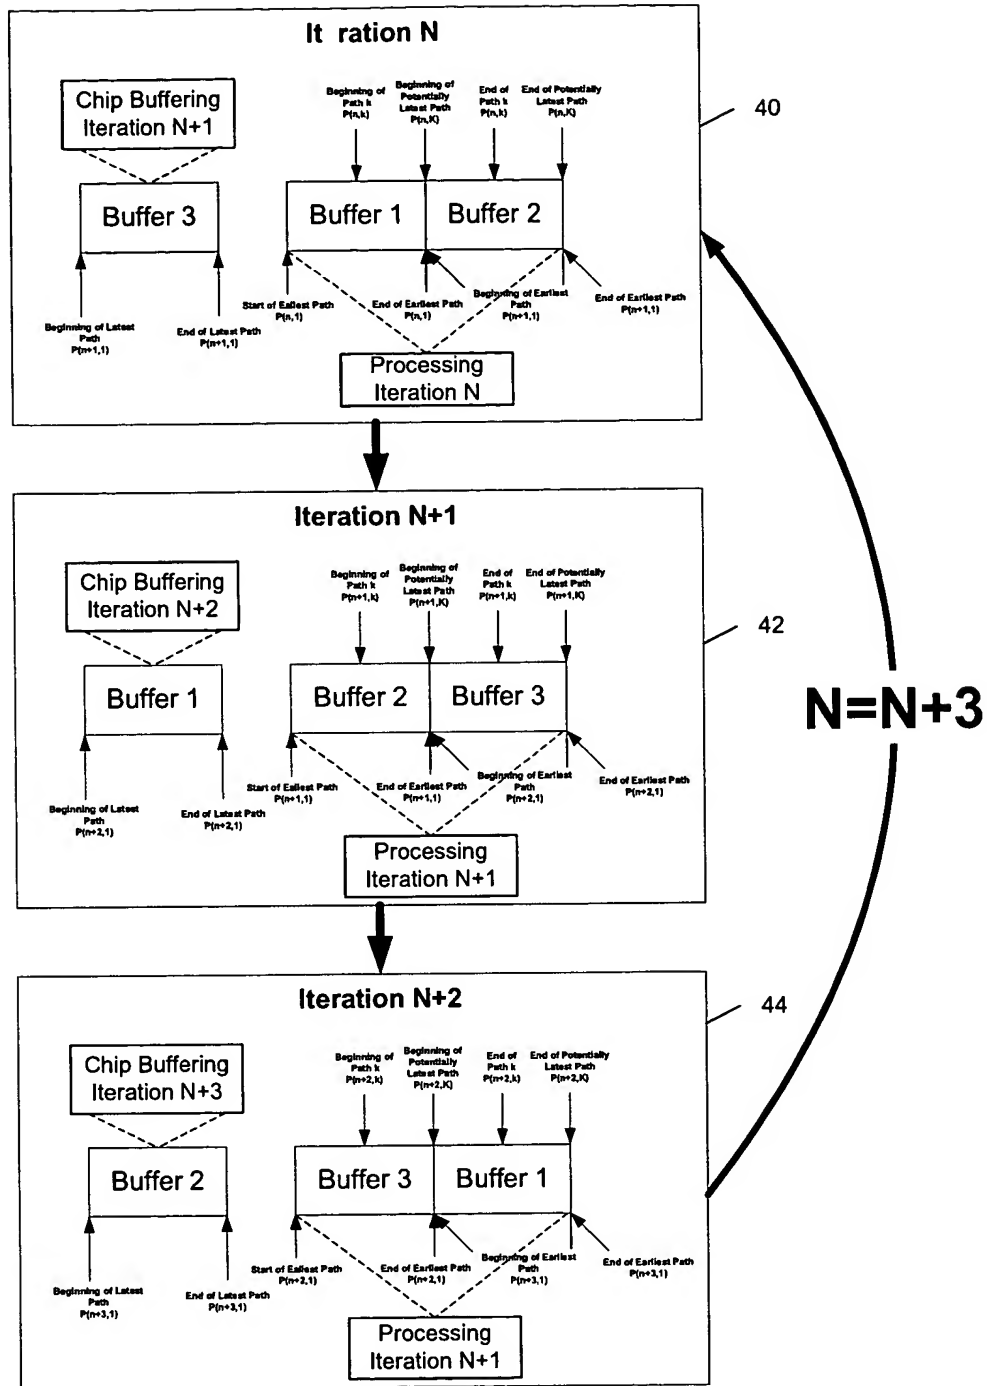 It ration N
Chip Buffering
Iteration N+1
Beginning of
Path k
P(n,k)
Beginning of
Potentially
Latest Path
P(n,K)
End of
Path k
P(n,k)
End of Potentially
Latest Path
P(n,K)
40
Buffer 3
Buffer 1
Buffer 2
Beginning of Latest
Path
P(n+1,1)
End of Latest Path
P(n+1,1)
Start of Eallest Path
P(n,1)
End of Earliest Path
P(n,1)
Beginning of Earliest
Path
P(n+1,1)
End of Earliest Path
P(n+1,1)
Processing
Iteration N
Iteration N+1
Chip Buffering
Iteration N+2
Beginning of
Path k
P(n+1,k)
Beginning of
Potentially
Latest Path
P(n+1,K)
End of
Path k
P(n+1,k)
End of Potentially
Latest Path
P(n+1,K)
42
Buffer 1
Buffer 2
Buffer 3
Beginning of Latest
Path
P(n+2,1)
End of Latest Path
P(n+2,1)
Start of Eallest Path
P(n+1,1)
End of Earliest Path
P(n+1,1)
Beginning of Earliest
Path
P(n+2,1)
End of Earliest Path
P(n+2,1)
Processing
Iteration N+1
N=N+3
Iteration N+2
Chip Buffering
Iteration N+3
Beginning of
Path k
P(n+2,k)
Beginning of
Potentially
Latest Path
P(n+2,K)
End of
Path k
P(n+2,k)
End of Potentially
Latest Path
P(n+2,K)
44
Buffer 2
Buffer 3
Buffer 1
Beginning of Latest
Path
P(n+3,1)
End of Latest Path
P(n+3,1)
Start of Eallest Path
P(n+2,1)
End of Earliest Path
P(n+2,1)
Beginning of Earliest
Path
P(n+3,1)
End of Earliest Path
P(n+3,1)
Processing
Iteration N+1